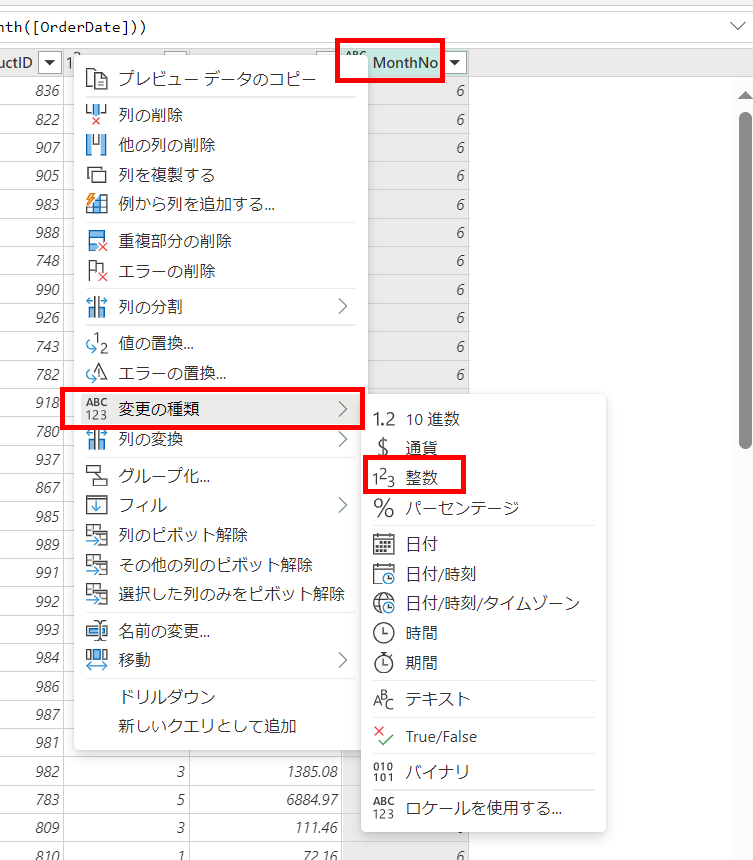 nth([OrderDate]))
uctID
MonthNo
836 6
822 6
907 6
905 6
983 6
988 6
748 6
990 6
926 6
743 6
782 6
918
780
937
867
985
989
991
992
993
984
986
987
981
982 3 1385.08
783 5 6884.97
809 3 111.46
810 1 72.16 6
プレビュー データのコピー
列の削除
他の列の削除
列を複製する
例から列を追加する...
重複部分の削除
エラーの削除
列の分割
値の置換...
エラーの置換...
ABC
123 変更の種類
列の変換
グループ化...
フィル
列のピボット解除
その他の列のピボット解除
選択した列のみをピボット解除
名前の変更...
移動
ドリルダウン
新しいクエリとして追加
1.2 10 進数
$ 通貨
123 整数
% パーセンテージ
日付
日付/時刻
日付/時刻/タイムゾーン
時間
期間
ABC テキスト
True/False
010
101 バイナリ
ABC
123 ロケールを使用する...